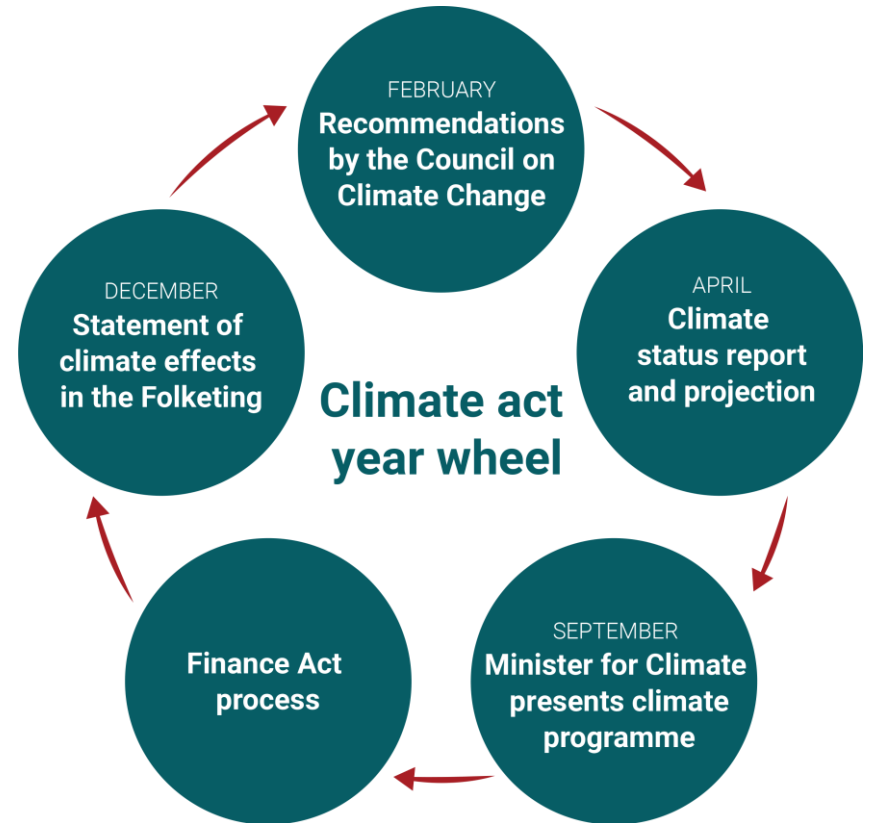 FEBRUARY
Recommendations
by the Council on
Climate Change
APRIL
Climate
status report
and projection
SEPTEMBER
Minister for Climate
presents climate
programme
Finance Act
process
DECEMBER
Statement of
climate effects
in the Folketing
Climate act
year wheel